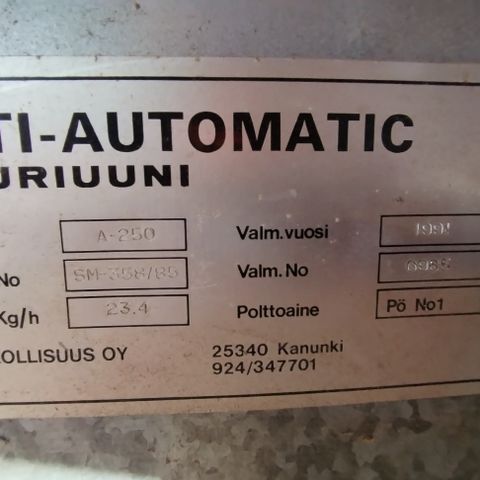 TI-AUTOMATIC
URIUUNI
A-250 Valm.vuosi 1991
No SM-358/85 Valm.No
Kg/h 23.4 Polttoaine Pö No1
OLLISUUS OY 25340 Kanunki
924/347701